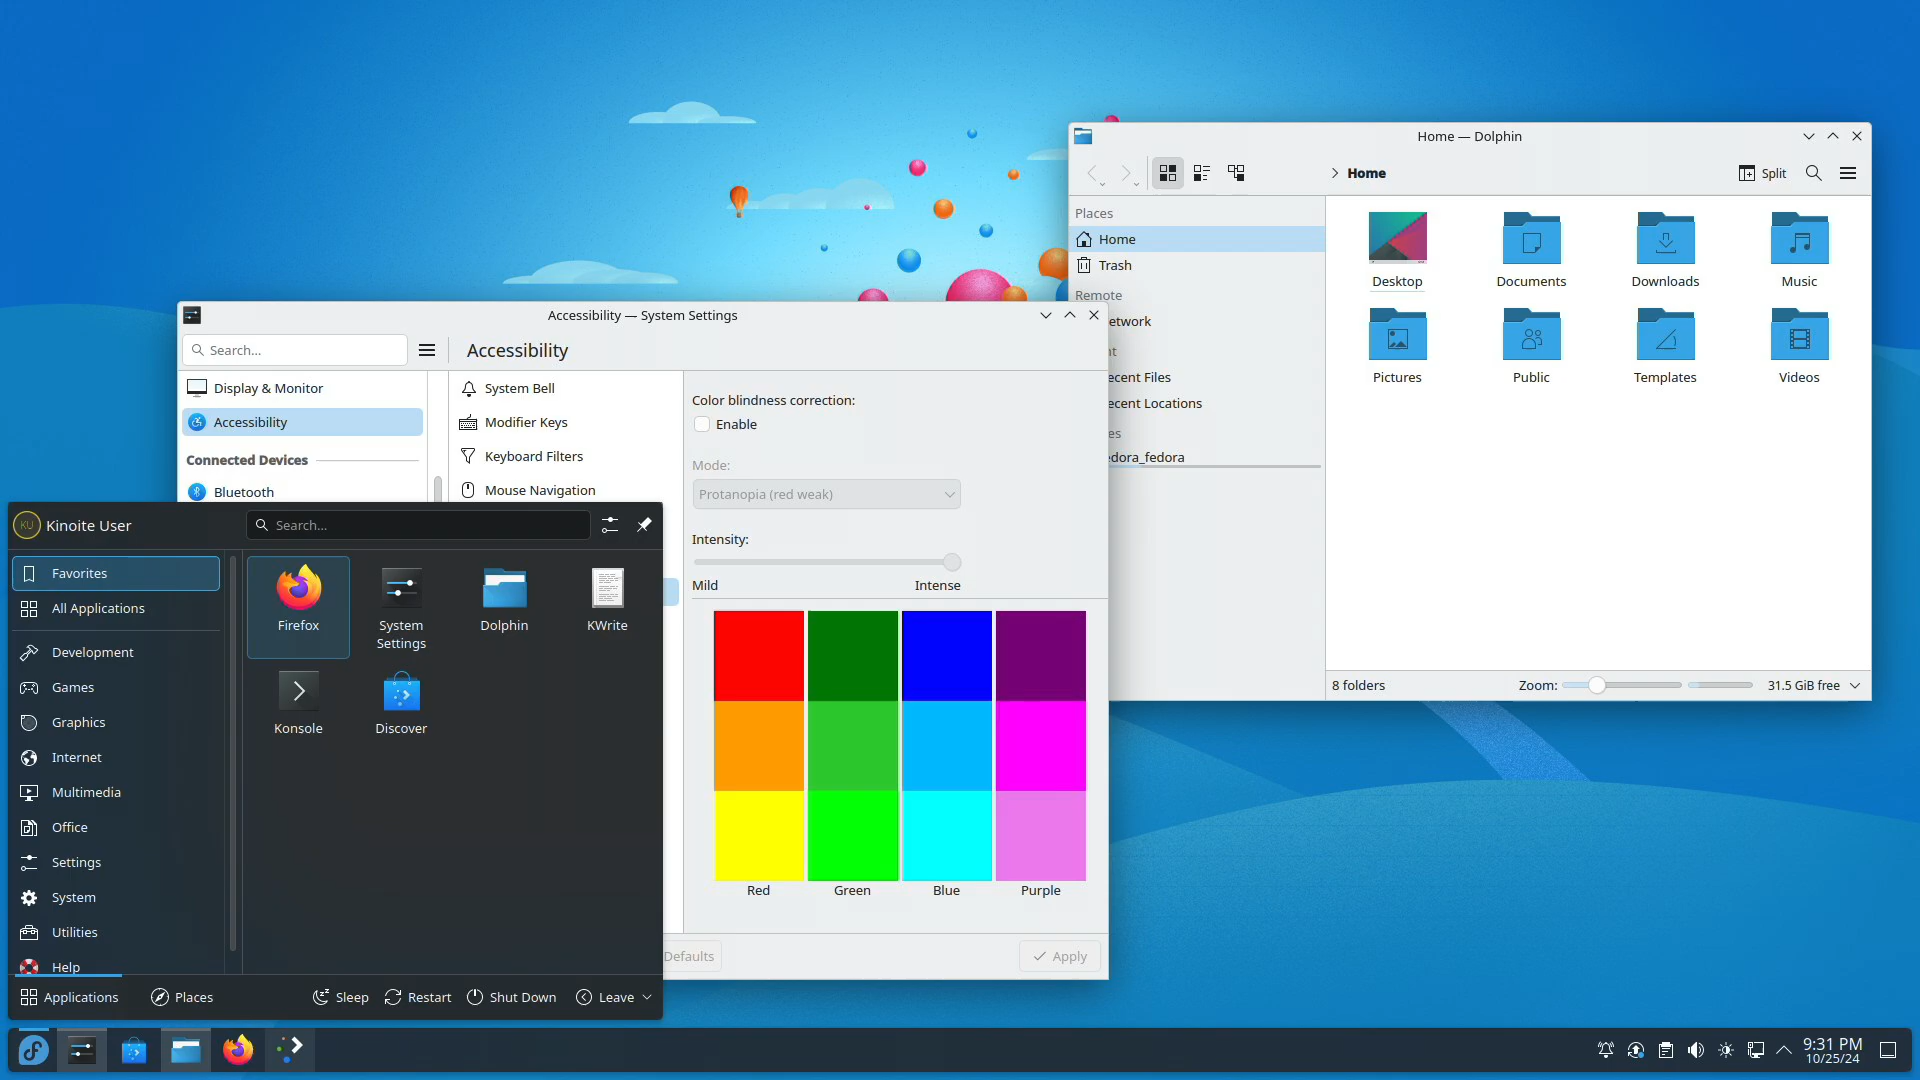 Home — Dolphin
Home
Split
Places
Home
Trash
Remote
etwork
nt
ecent Files
ecent Locations
es
edora_fedora
Desktop
Documents
Downloads
Music
Pictures
Public
Templates
Videos
8 folders
Zoom:
31.5 GiB free
Accessibility — System Settings
Search...
Accessibility
Display & Monitor
Accessibility
Connected Devices
Bluetooth
System Bell
Modifier Keys
Keyboard Filters
Mouse Navigation
Color blindness correction:
Enable
Mode:
Protanopia (red weak)
Intensity:
Mild
Intense
Red
Green
Blue
Purple
Defaults
Apply
KU
Kinoite User
Search...
Favorites
All Applications
Development
Games
Graphics
Internet
Multimedia
Office
Settings
System
Utilities
Help
Firefox
System
Settings
Dolphin
KWrite
Konsole
Discover
Applications
Places
Sleep
Restart
Shut Down
Leave
9:31 PM
10/25/24